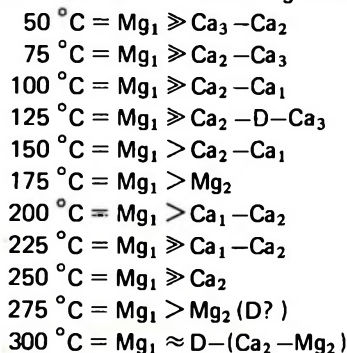 50 °C = Mg₁ ≫ Ca₃ –Ca₂
75 °C = Mg₁ ≫ Ca₂ –Ca₃
100 °C = Mg₁ ≫ Ca₂ –Ca₁
125 °C = Mg₁ ≫ Ca₂ –D–Ca₃
150 °C = Mg₁ > Ca₂ –Ca₁
175 °C = Mg₁ > Mg₂
200 °C = Mg₁ > Ca₁ –Ca₂
225 °C = Mg₁ ≫ Ca₁ –Ca₂
250 °C = Mg₁ ≫ Ca₂
275 °C = Mg₁ > Mg₂ (D? )
300 °C = Mg₁ ≈ D–(Ca₂ –Mg₂)